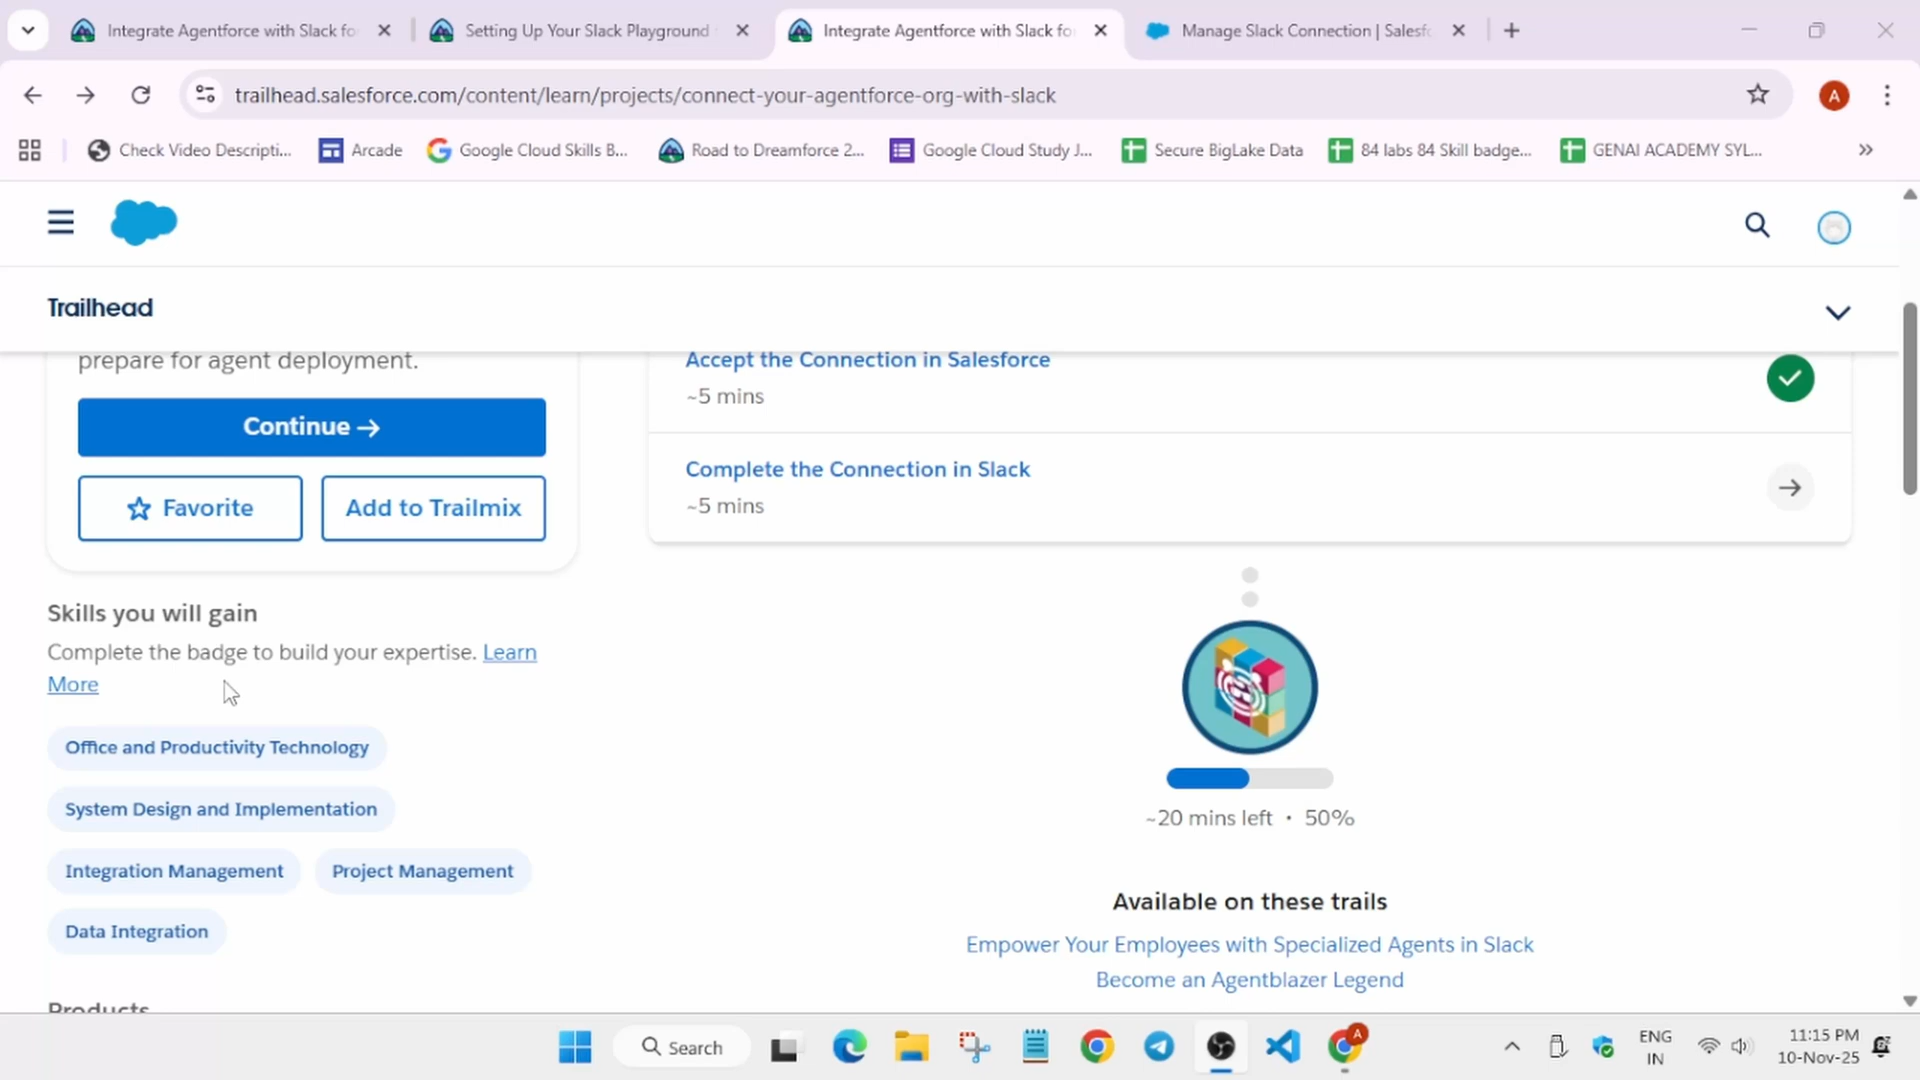 Integrate Agentforce with Slack fo
Setting Up Your Slack Playground
Integrate Agentforce with Slack fo
Manage Slack Connection | Salesf
trailhead.salesforce.com/content/learn/projects/connect-your-agentforce-org-with-slack
A
Check Video Descripti...
Arcade
Google Cloud Skills B...
Road to Dreamforce 2...
Google Cloud Study J...
Secure BigLake Data
84 labs 84 Skill badge...
GENAI ACADEMY SYL...
Trailhead
prepare for agent deployment.
Continue →
Favorite
Add to Trailmix
Skills you will gain
Complete the badge to build your expertise. Learn
More
Office and Productivity Technology
System Design and Implementation
Integration Management
Project Management
Data Integration
Products
Accept the Connection in Salesforce
~5 mins
Complete the Connection in Slack
~5 mins
~20 mins left • 50%
Available on these trails
Empower Your Employees with Specialized Agents in Slack
Become an Agentblazer Legend
Search
A
ENG
IN
11:15 PM
10-Nov-25